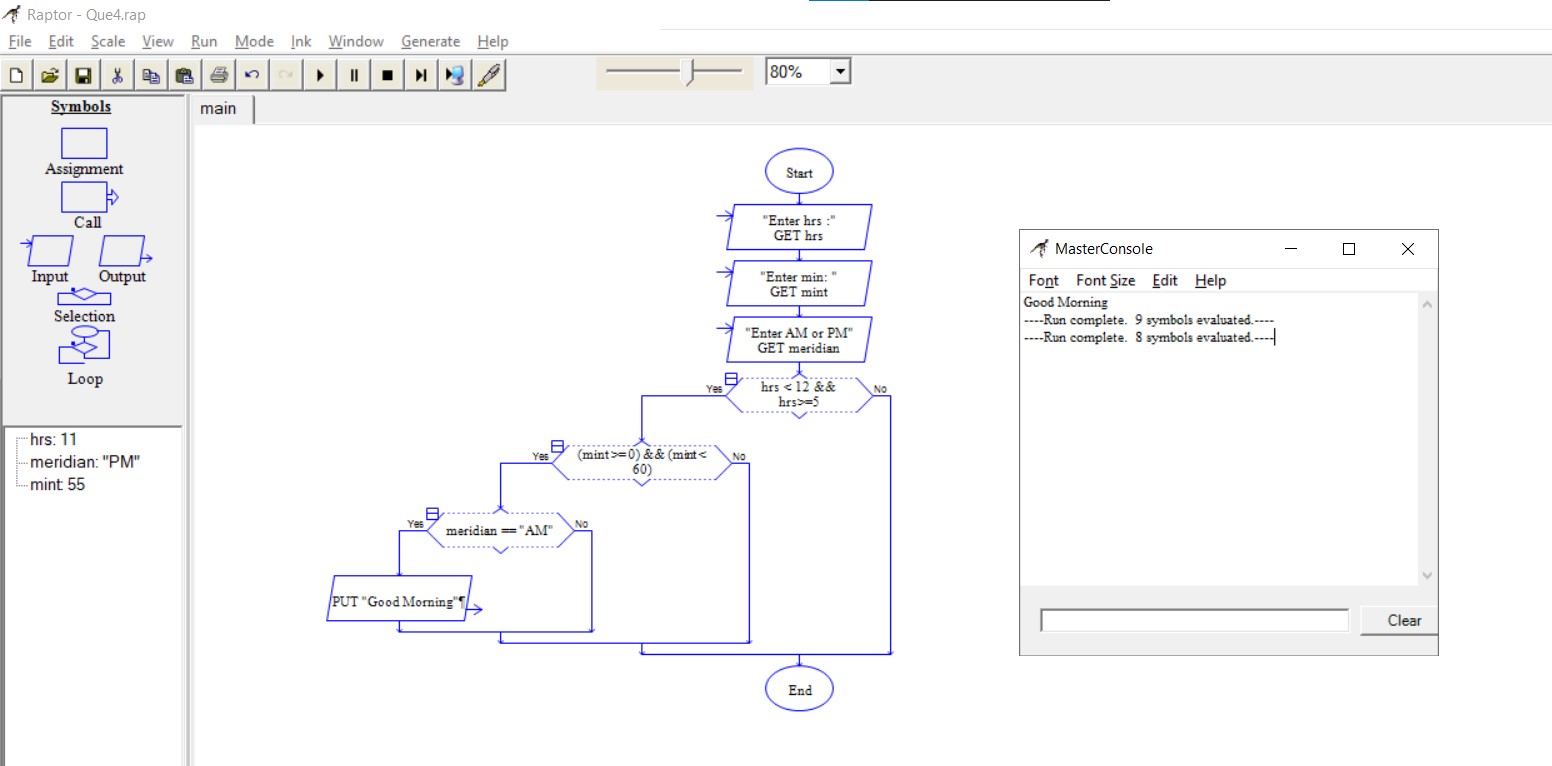 Raptor - Que4.rap
File Edit Scale View Run Mode Ink Window Generate Help
80%
Symbols
Assignment
Call
Input Output
Selection
Loop
hrs: 11
meridian: "PM"
mint: 55
main
Start
"Enter hrs :"
GET hrs
"Enter min: "
GET mint
"Enter AM or PM"
GET meridian
Yes
hrs < 12 &&
hrs>=5
No
Yes
(mint>=0) && (mint<
60)
No
Yes
meridian == "AM"
No
PUT "Good Morning"¶
End
MasterConsole
Font Font Size Edit Help
Good Morning
----Run complete.  9 symbols evaluated.----
----Run complete.  8 symbols evaluated.----
Clear